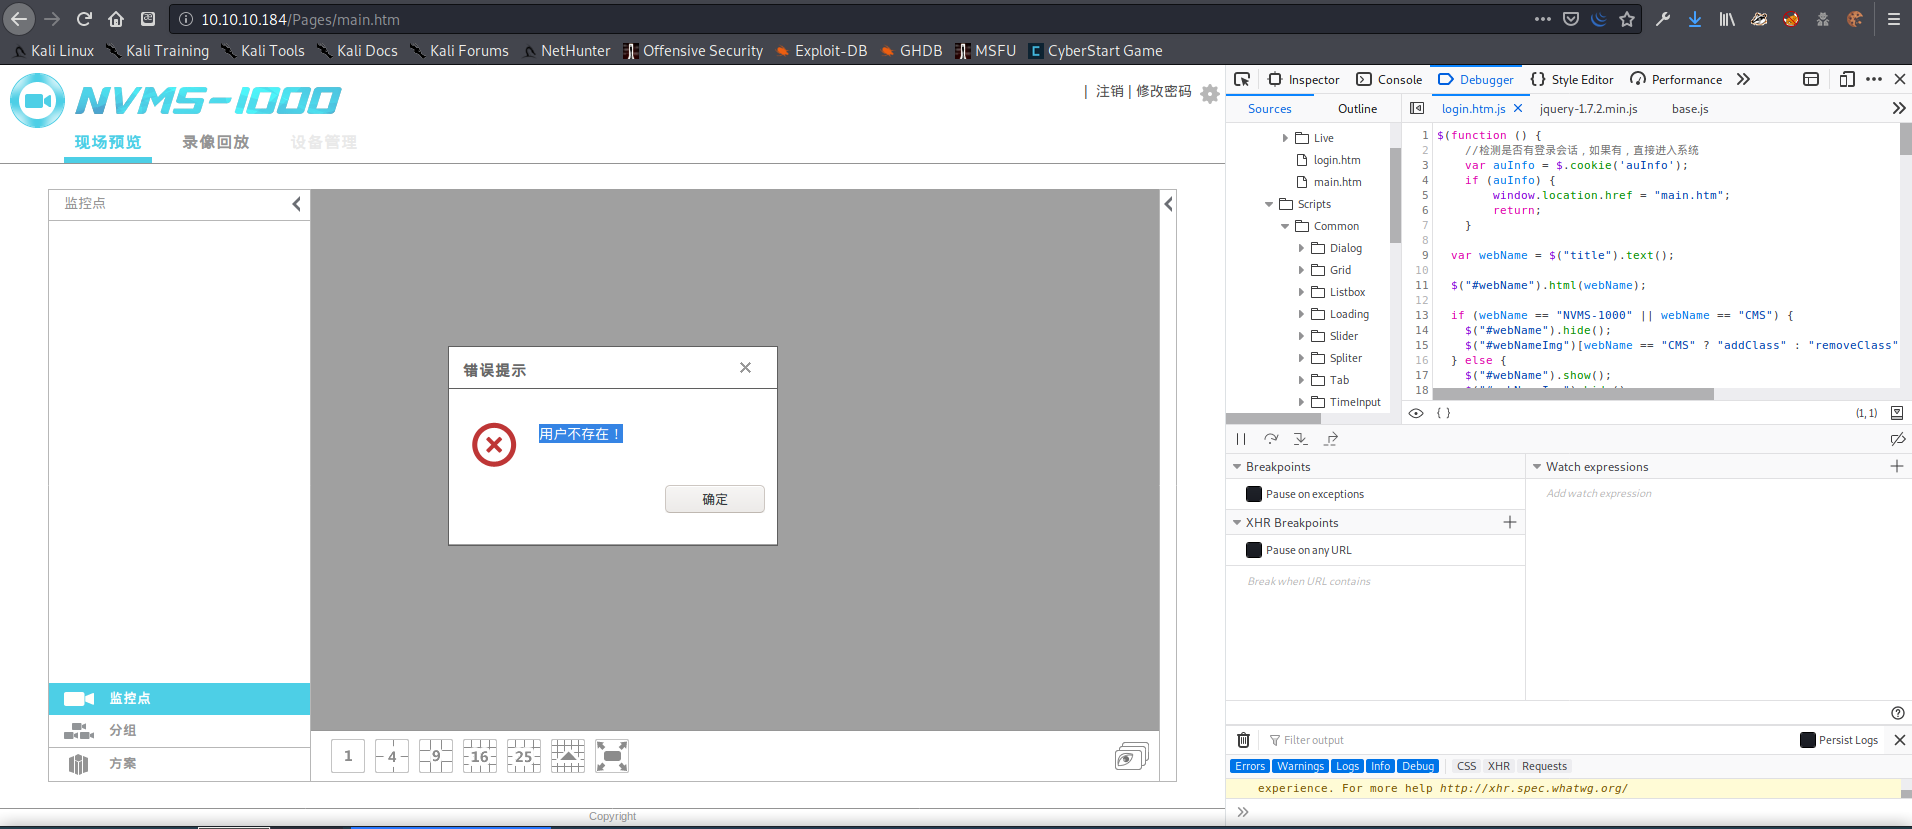 10.10.10.184/Pages/main.htm
Kali Linux Kali Training Kali Tools Kali Docs Kali Forums NetHunter Offensive Security Exploit-DB GHDB MSFU CyberStart Game
NVMS-1000
| 注销 | 修改密码
现场预览 录像回放 设备管理
监控点
错误提示
用户不存在！
确定
监控点
分组
方案
1 4 9 16 25
Copyright
Inspector Console Debugger Style Editor Performance
Sources Outline
Live
login.htm
main.htm
Scripts
Common
Dialog
Grid
Listbox
Loading
Slider
Spliter
Tab
TimeInput
login.htm.js jquery-1.7.2.min.js base.js
1 $(function () {
2 //检测是否有登录会话，如果有，直接进入系统
3 var auInfo = $.cookie('auInfo');
4 if (auInfo) {
5 window.location.href = "main.htm";
6 return;
7 }
8
9 var webName = $("title").text();
10
11 $("#webName").html(webName);
12
13 if (webName == "NVMS-1000" || webName == "CMS") {
14 $("#webName").hide();
15 $("#webNameImg")[webName == "CMS" ? "addClass" : "removeClass"
16 } else {
17 $("#webName").show();
18
{ } (1, 1)
Breakpoints
Pause on exceptions
XHR Breakpoints
Pause on any URL
Break when URL contains
Watch expressions
Add watch expression
Filter output Persist Logs
Errors Warnings Logs Info Debug CSS XHR Requests
experience. For more help http://xhr.spec.whatwg.org/